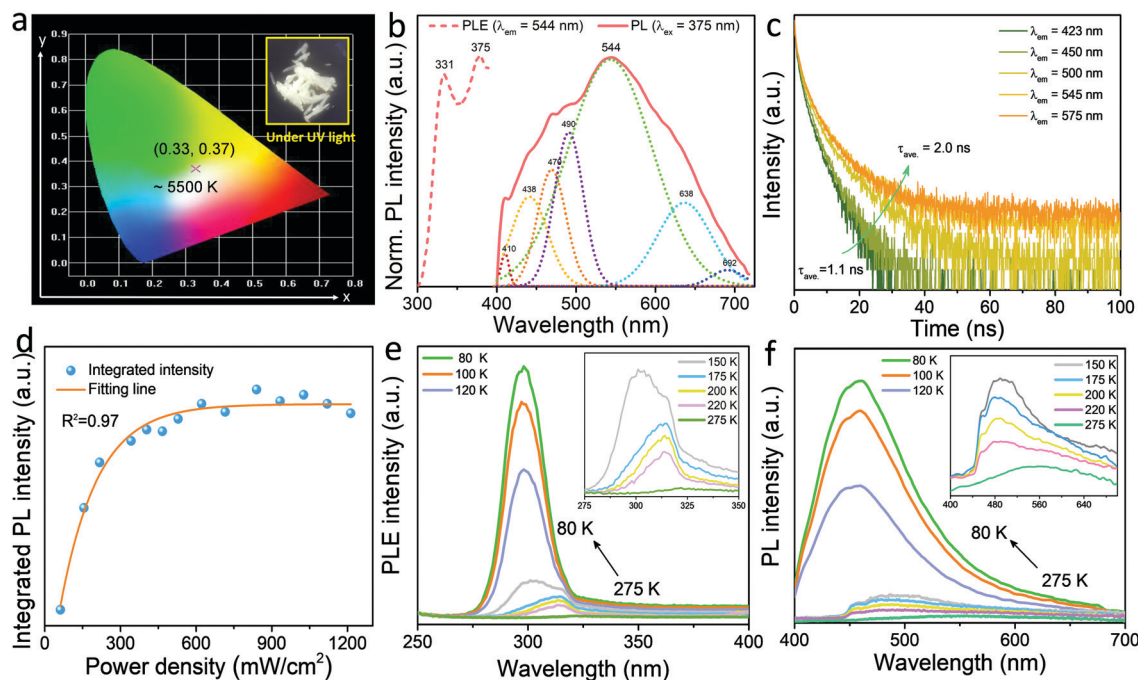 a
y
0.9
0.8
0.7
0.6
0.5
0.4
0.3
0.2
0.1
0.0
(0.33, 0.37)
~ 5500 K
Under UV light
0.0 0.1 0.2 0.3 0.4 0.5 0.6 0.7 0.8
x
b
PLE (λem = 544 nm)
PL (λex = 375 nm)
Norm. PL intensity (a.u.)
331
375
544
490
470
438
410
638
692
300 400 500 600 700
Wavelength (nm)
c
Intensity (a.u.)
λem = 423 nm
λem = 450 nm
λem = 500 nm
λem = 545 nm
λem = 575 nm
τave. = 2.0 ns
τave.=1.1 ns
0 20 40 60 80 100
Time (ns)
d
Integrated PL intensity (a.u.)
Integrated intensity
Fitting line
R²=0.97
0 300 600 900 1200
Power density (mW/cm²)
e
PLE intensity (a.u.)
80 K
100 K
120 K
150 K
175 K
200 K
220 K
275 K
275 300 325 350
80 K
275 K
250 300 350 400
Wavelength (nm)
f
PL intensity (a.u.)
80 K
100 K
120 K
150 K
175 K
200 K
220 K
275 K
400 480 560 640
80 K
275 K
400 500 600 700
Wavelength (nm)